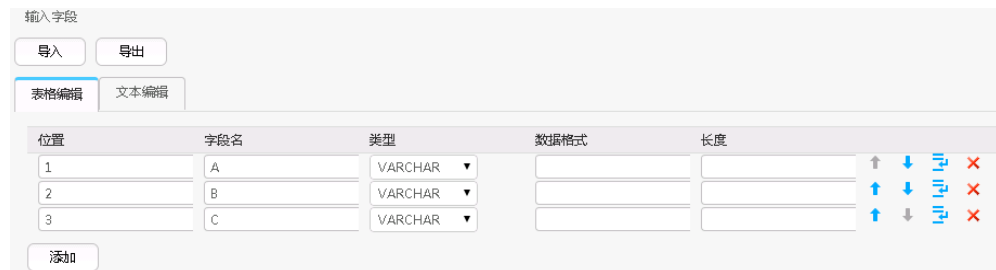 输入字段
导入 导出
表格编辑 文本编辑
位置 字段名 类型 数据格式 长度
1 A VARCHAR
2 B VARCHAR
3 C VARCHAR
添加